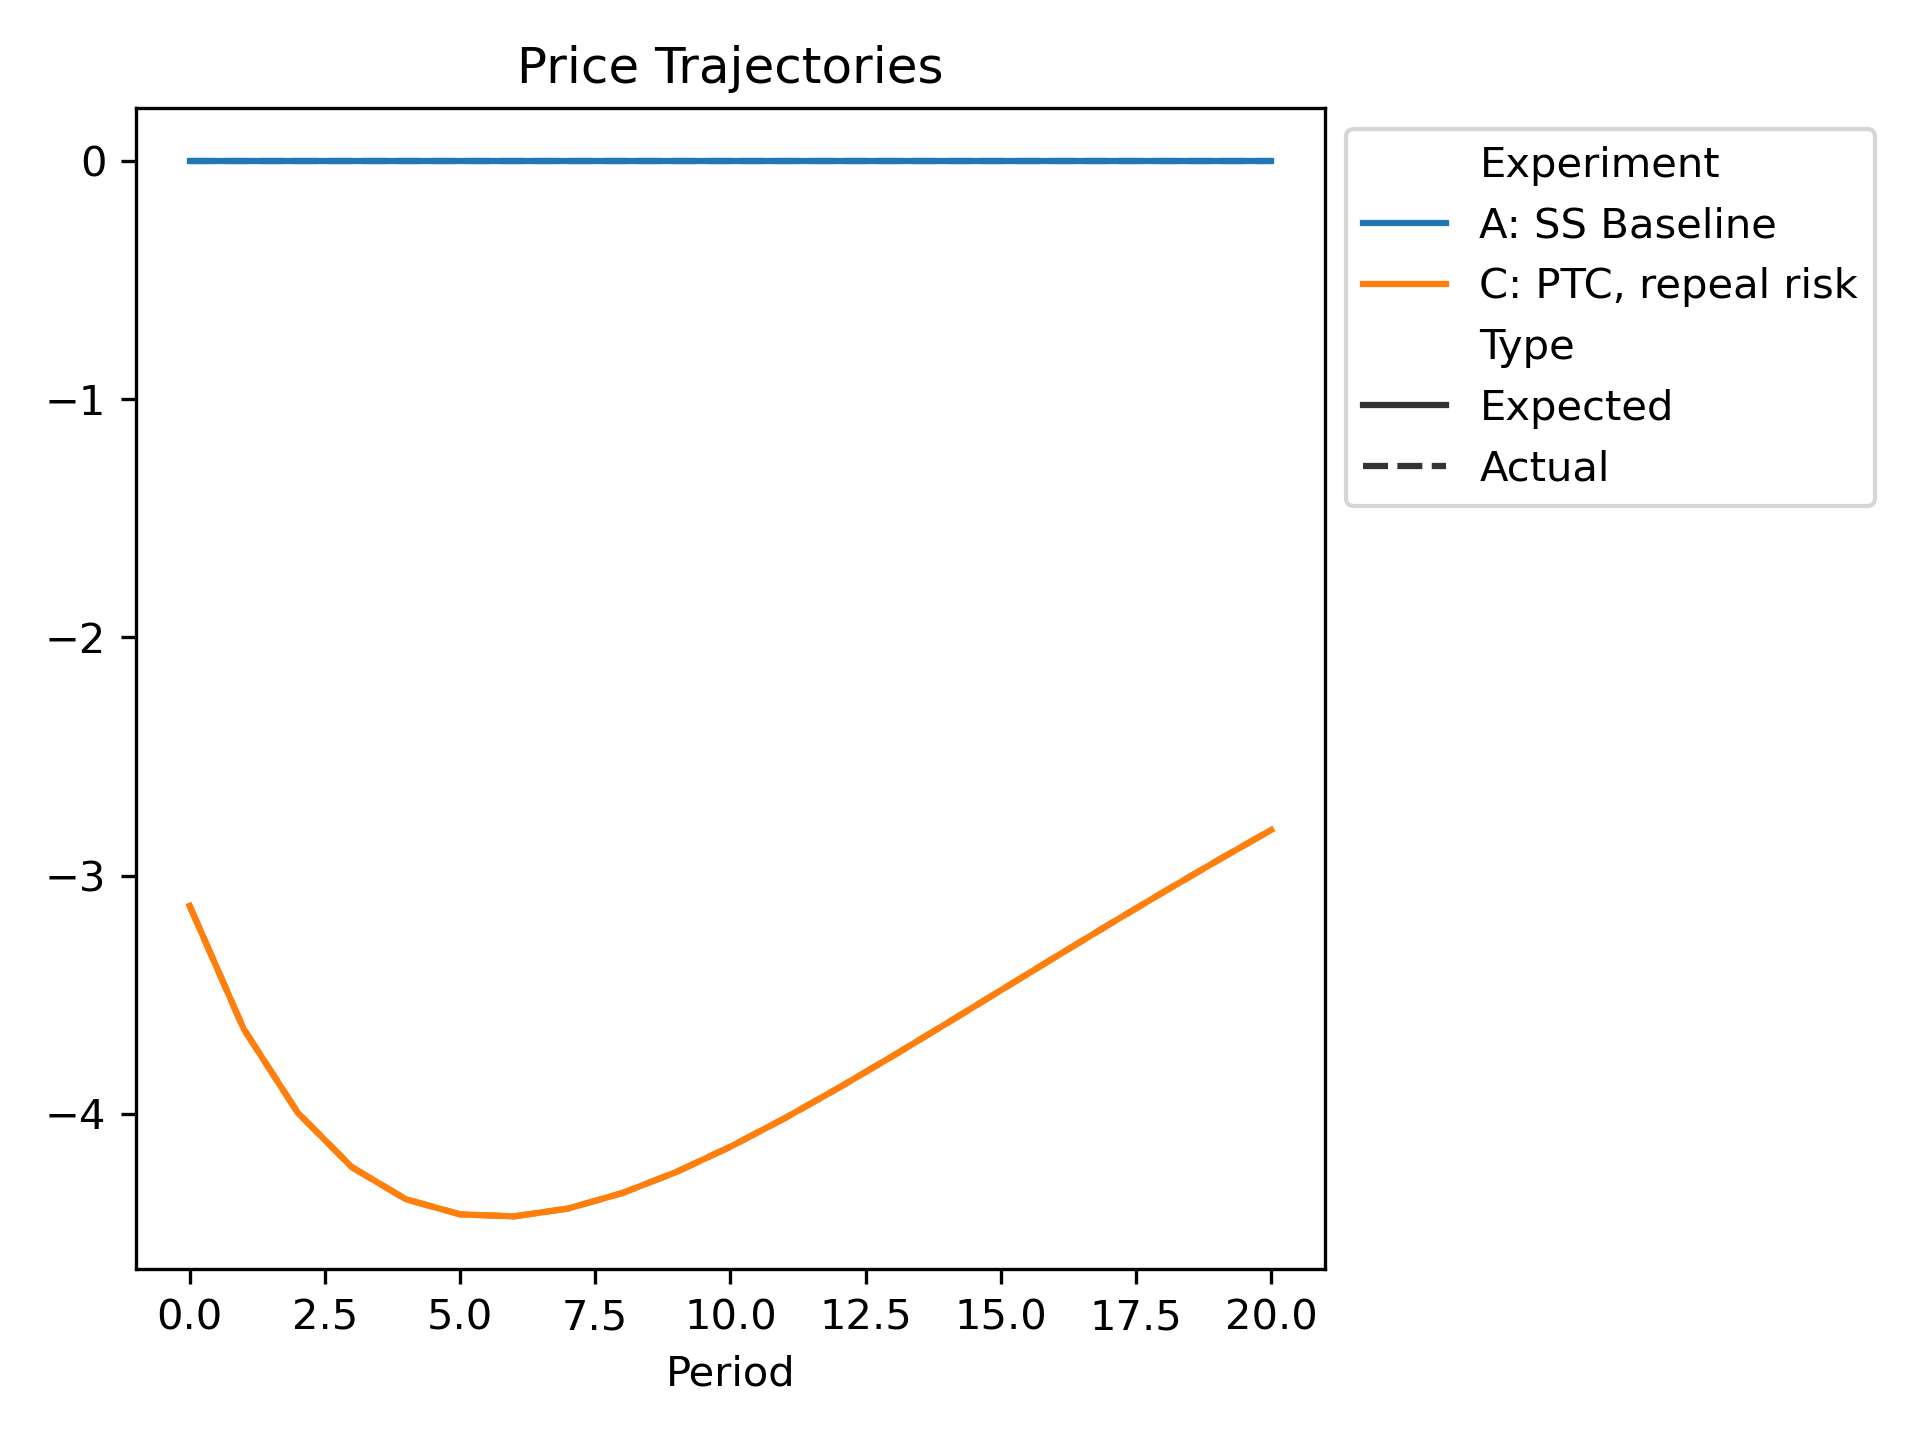 Price Trajectories
0
−1
−2
−3
−4
0.0 2.5 5.0 7.5 10.0 12.5 15.0 17.5 20.0
Period
Experiment
A: SS Baseline
C: PTC, repeal risk
Type
Expected
Actual